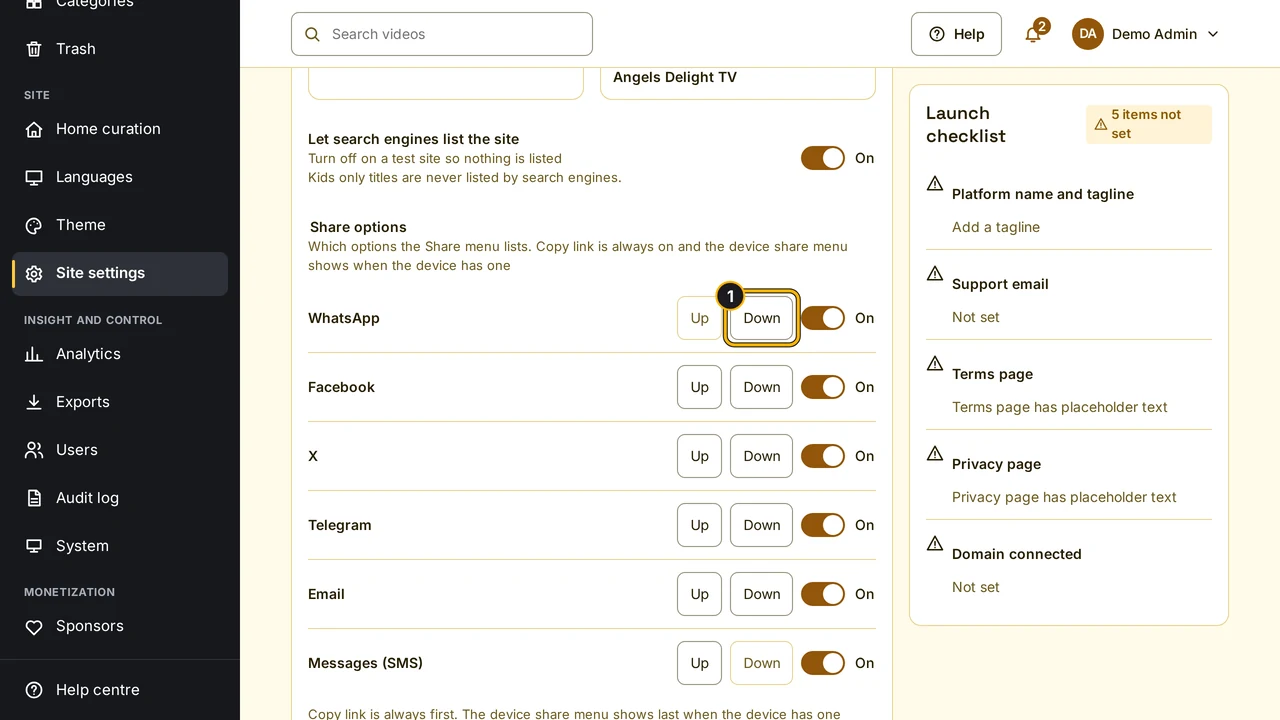 Categories
Trash
SITE
Home curation
Languages
Theme
Site settings
INSIGHT AND CONTROL
Analytics
Exports
Users
Audit log
System
MONETIZATION
Sponsors
Help centre
Search videos
Help
2
DA
Demo Admin
Angels Delight TV
Let search engines list the site
Turn off on a test site so nothing is listed
Kids only titles are never listed by search engines.
On
Share options
Which options the Share menu lists. Copy link is always on and the device share menu
shows when the device has one
1
WhatsApp
Up
Down
On
Facebook
Up
Down
On
X
Up
Down
On
Telegram
Up
Down
On
Email
Up
Down
On
Messages (SMS)
Up
Down
On
Copy link is always first. The device share menu shows last when the device has one
Launch
checklist
5 items not
set
Platform name and tagline
Add a tagline
Support email
Not set
Terms page
Terms page has placeholder text
Privacy page
Privacy page has placeholder text
Domain connected
Not set